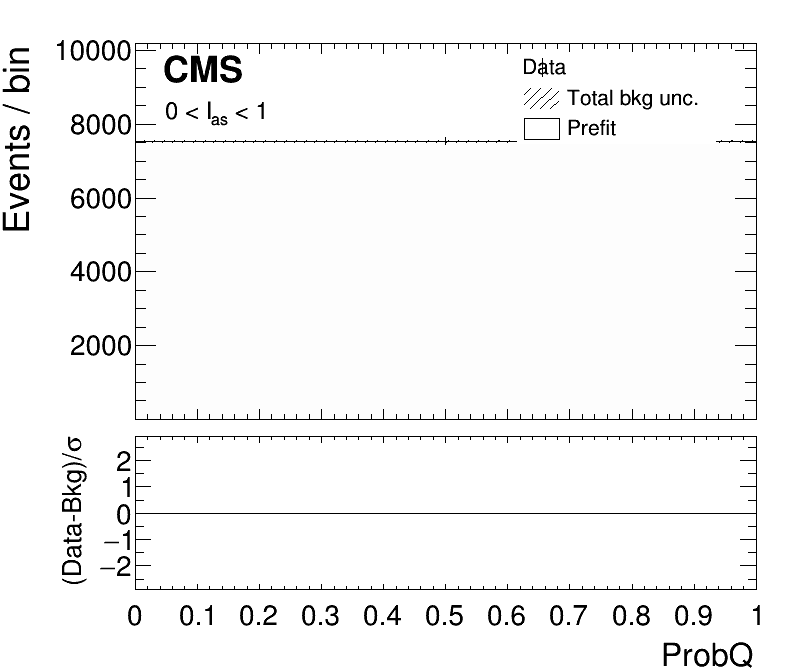 Events / bin
10000
8000
6000
4000
2000
CMS
0 < I_as < 1
Data
Total bkg unc.
Prefit
(Data-Bkg)/σ
2
1
0
−1
−2
0 0.1 0.2 0.3 0.4 0.5 0.6 0.7 0.8 0.9 1
ProbQ